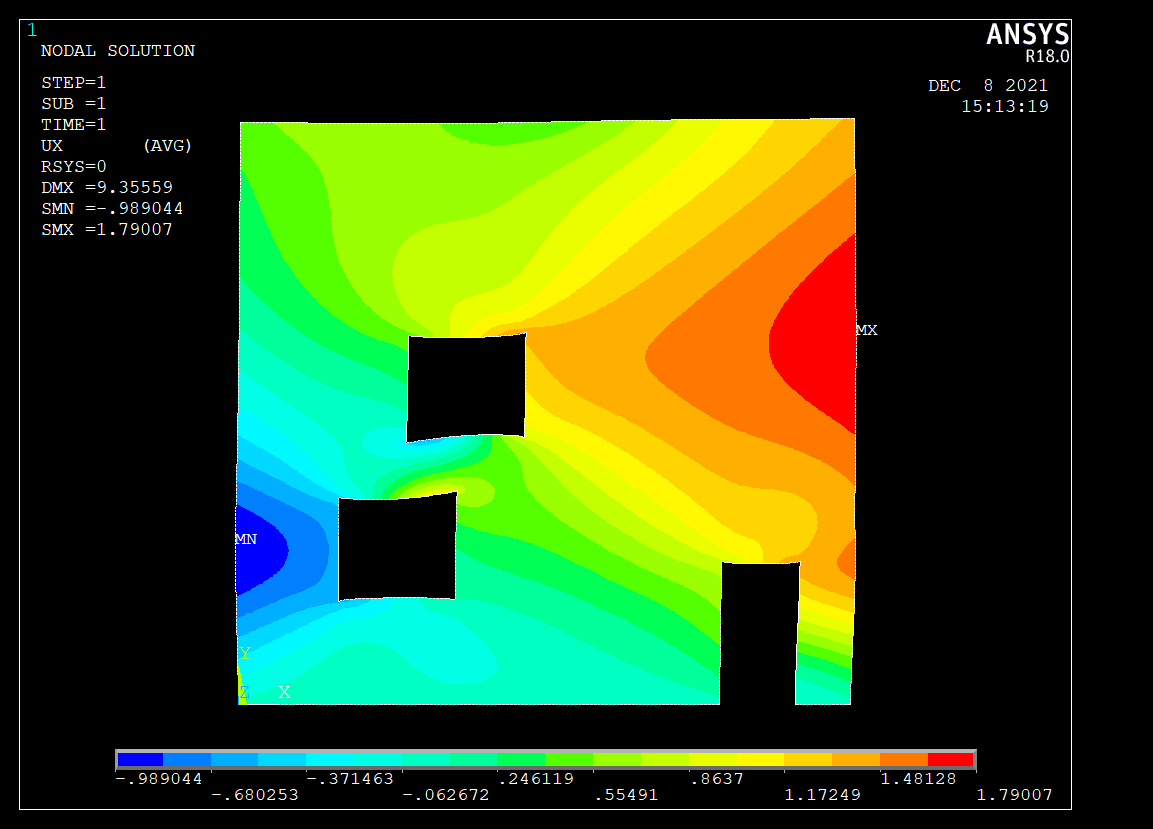 1
ANSYS
R18.0
NODAL SOLUTION
STEP=1
SUB =1
TIME=1
UX (AVG)
RSYS=0
DMX =9.35559
SMN =-.989044
SMX =1.79007
DEC 8 2021
15:13:19
MX
MN
Y
Z X
-.989044 -.371463 .246119 .8637 1.48128
-.680253 -.062672 .55491 1.17249 1.79007